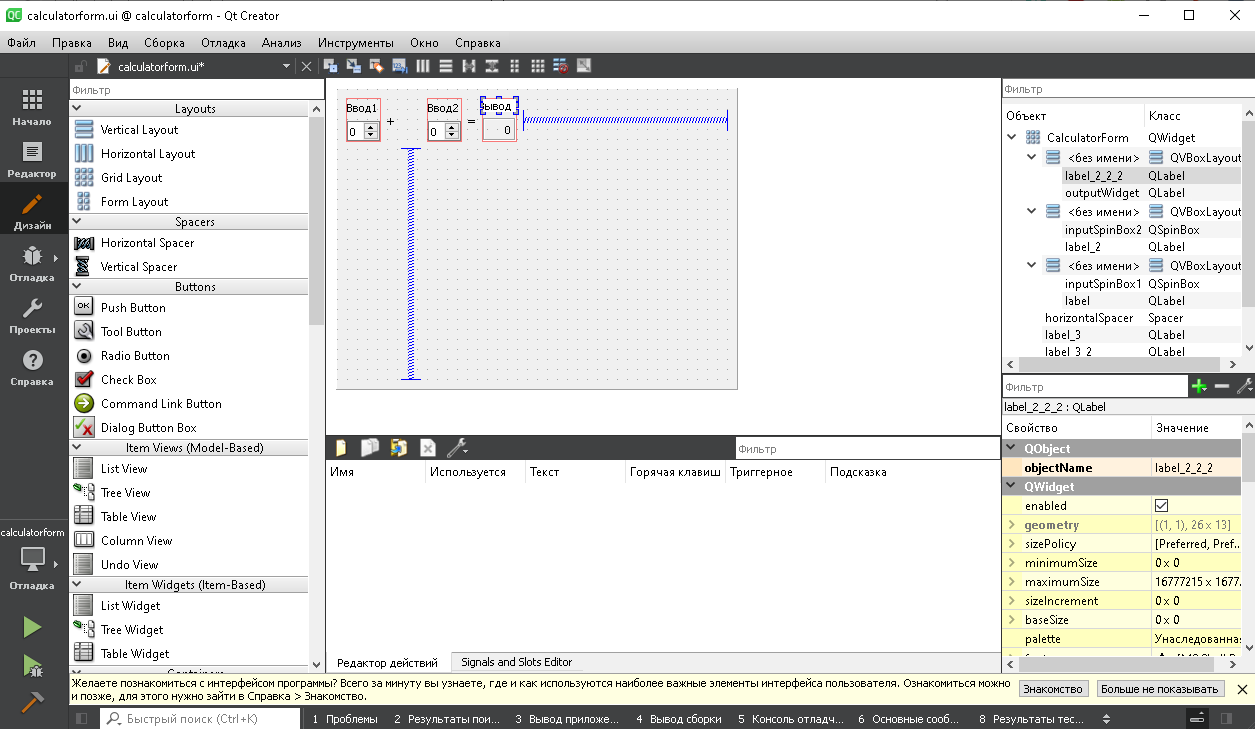 calculatorform.ui @ calculatorform - Qt Creator
Файл Правка Вид Сборка Отладка Анализ Инструменты Окно Справка
calculatorform.ui*
Начало
Редактор
Дизайн
Отладка
Проекты
Справка
calculatorform
Отладка
Фильтр
Layouts
Vertical Layout
Horizontal Layout
Grid Layout
Form Layout
Spacers
Horizontal Spacer
Vertical Spacer
Buttons
OK Push Button
Tool Button
Radio Button
Check Box
Command Link Button
Dialog Button Box
Item Views (Model-Based)
List View
Tree View
Table View
Column View
Undo View
Item Widgets (Item-Based)
List Widget
Tree Widget
Table Widget
Ввод1 Ввод2 Вывод
0 + 0 = 0
Фильтр
Имя Используется Текст Горячая клавиш Триггерное Подсказка
Редактор действий Signals and Slots Editor
Фильтр
Объект Класс
CalculatorForm QWidget
<без имени> QVBoxLayout
label_2_2_2 QLabel
outputWidget QLabel
<без имени> QVBoxLayout
inputSpinBox2 QSpinBox
label_2 QLabel
<без имени> QVBoxLayout
inputSpinBox1 QSpinBox
label QLabel
horizontalSpacer Spacer
label_3 QLabel
label_3_2 QLabel
Фильтр
label_2_2_2 : QLabel
Свойство Значение
QObject
objectName label_2_2_2
QWidget
enabled
geometry [(1, 1), 26 x 13]
sizePolicy [Preferred, Pref...
minimumSize 0 x 0
maximumSize 16777215 x 1677...
sizeIncrement 0 x 0
baseSize 0 x 0
palette Унаследованная
Желаете познакомиться с интерфейсом программы? Всего за минуту вы узнаете, где и как используются наиболее важные элементы интерфейса пользователя. Ознакомиться можно
и позже, для этого нужно зайти в Справка > Знакомство.
Знакомство Больше не показывать
Быстрый поиск (Ctrl+K) 1 Проблемы 2 Результаты пои... 3 Вывод приложе... 4 Вывод сборки 5 Консоль отладч... 6 Основные сооб... 8 Результаты тес...